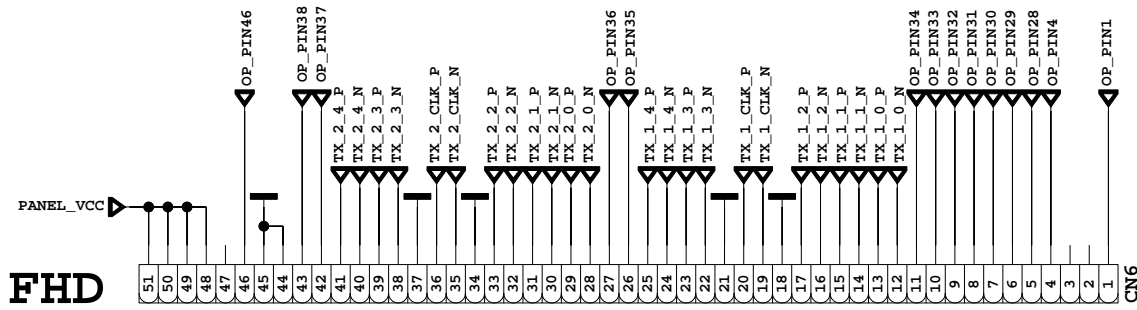 OP_PIN46
OP_PIN38
OP_PIN37
TX_2_4_P
TX_2_4_N
TX_2_3_P
TX_2_3_N
TX_2_CLK_P
TX_2_CLK_N
TX_2_2_P
TX_2_2_N
TX_2_1_P
TX_2_1_N
TX_2_0_P
TX_2_0_N
OP_PIN36
OP_PIN35
TX_1_4_P
TX_1_4_N
TX_1_3_P
TX_1_3_N
TX_1_CLK_P
TX_1_CLK_N
TX_1_2_P
TX_1_2_N
TX_1_1_P
TX_1_1_N
TX_1_0_P
TX_1_0_N
OP_PIN34
OP_PIN33
OP_PIN32
OP_PIN31
OP_PIN30
OP_PIN29
OP_PIN28
OP_PIN4
OP_PIN1
PANEL_VCC
FHD
51
50
49
48
47
46
45
44
43
42
41
40
39
38
37
36
35
34
33
32
31
30
29
28
27
26
25
24
23
22
21
20
19
18
17
16
15
14
13
12
11
10
9
8
7
6
5
4
3
2
1
CN6